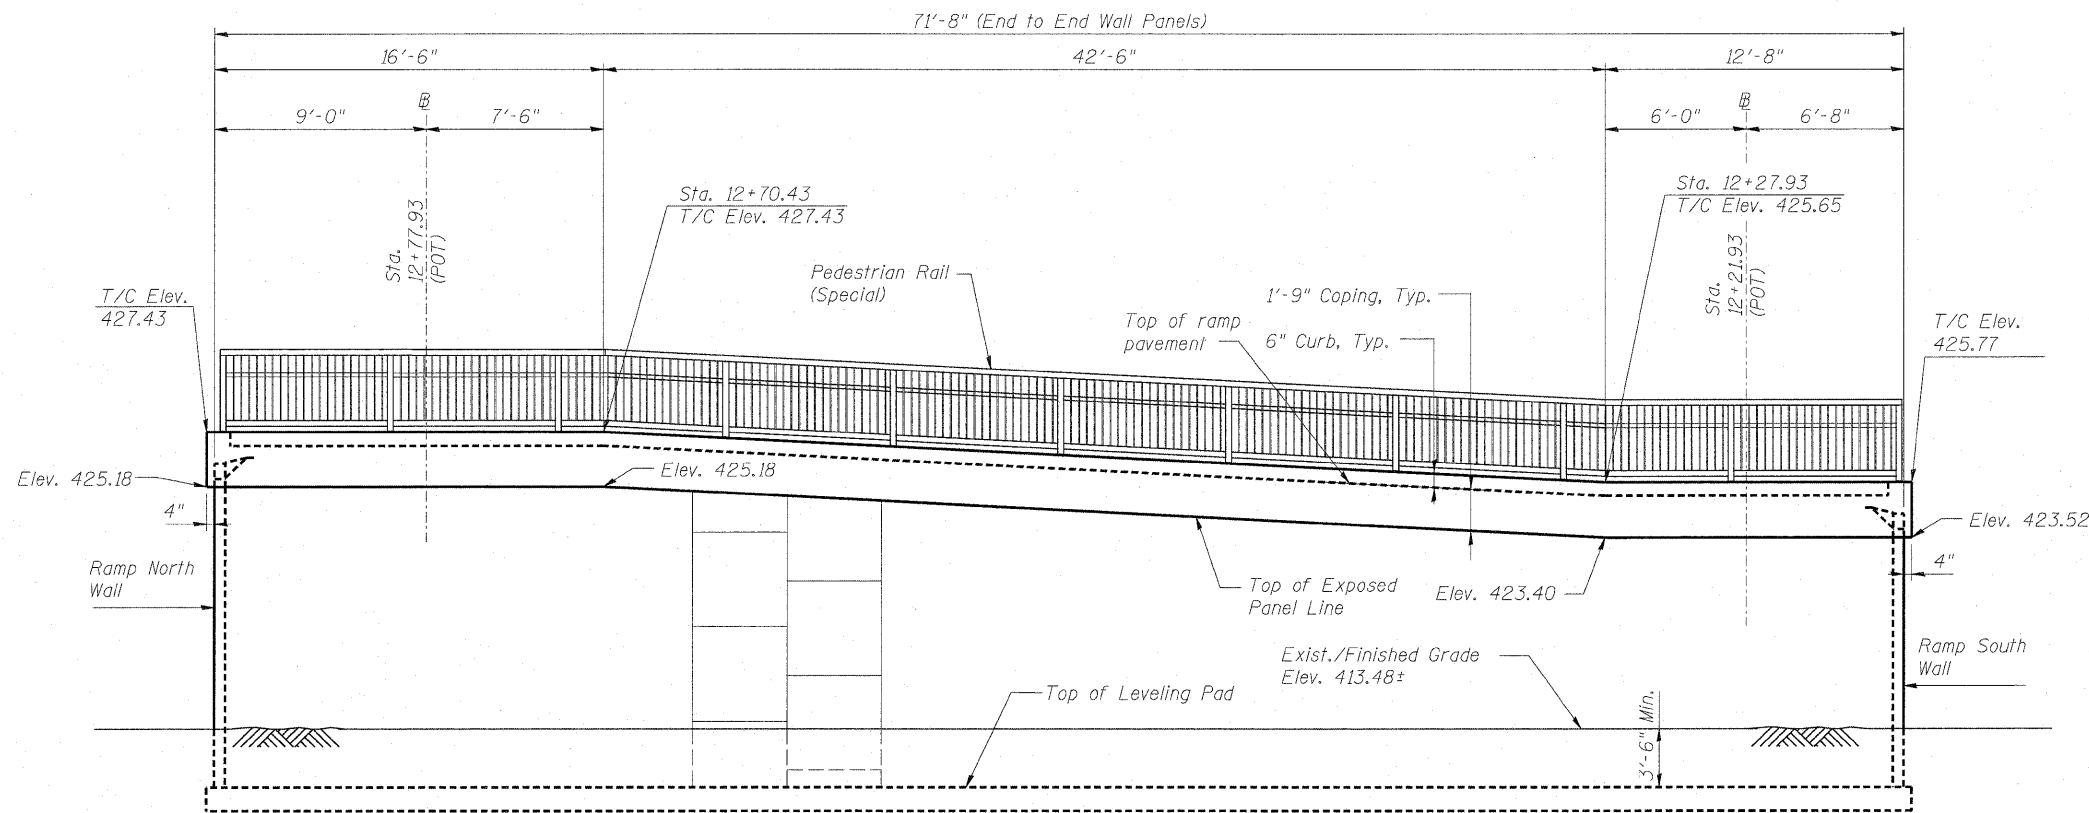 71'-8" (End to End Wall Panels)
16'-6"
42'-6"
12'-8"
9'-0"
7'-6"
6'-0"
6'-8"
Sta.
12+77.93
(POT)
Sta. 12+70.43
T/C Elev. 427.43
Sta. 12+27.93
T/C Elev. 425.65
Sta.
12+21.93
(POT)
T/C Elev.
427.43
Pedestrian Rail
(Special)
1'-9" Coping, Typ.
Top of ramp
pavement
6" Curb, Typ.
T/C Elev.
425.77
Elev. 425.18
Elev. 425.18
4"
Elev. 423.52
4"
Ramp North
Wall
Top of Exposed
Panel Line
Elev. 423.40
Exist./Finished Grade
Elev. 413.48±
Ramp South
Wall
Top of Leveling Pad
3'-6" Min.